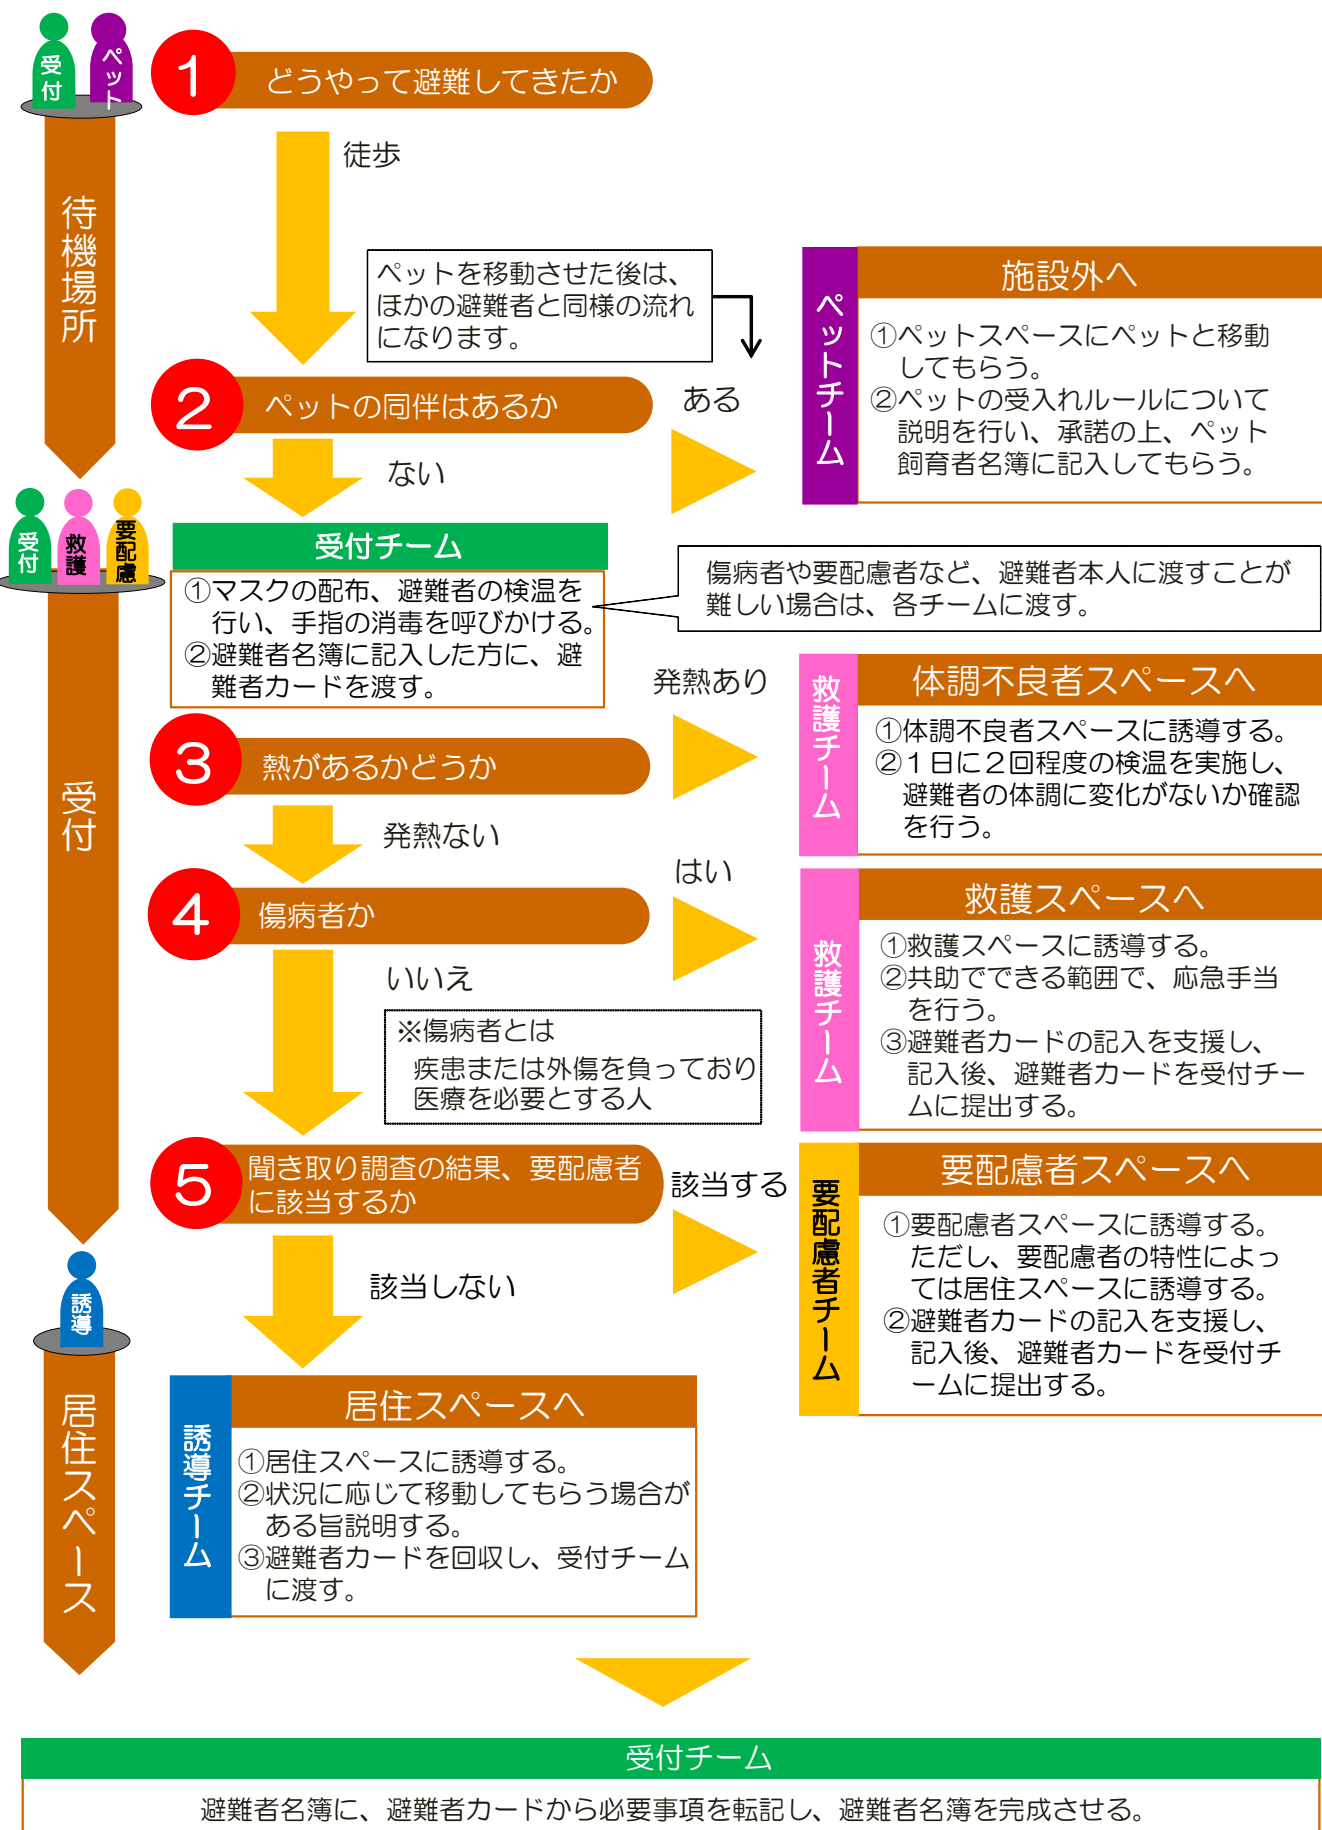 受付
ペット
1
どうやって避難してきたか
徒歩
待機場所
ペットを移動させた後は、
ほかの避難者と同様の流れ
になります。
ペットチーム
施設外へ
①ペットスペースにペットと移動
してもらう。
②ペットの受入れルールについて
説明を行い、承諾の上、ペット
飼育者名簿に記入してもらう。
2
ペットの同伴はあるか
ある
ない
受付
救護
要配慮
受付チーム
①マスクの配布、避難者の検温を
行い、手指の消毒を呼びかける。
②避難者名簿に記入した方に、避
難者カードを渡す。
傷病者や要配慮者など、避難者本人に渡すことが
難しい場合は、各チームに渡す。
受付
3
熱があるかどうか
発熱あり
救護チーム
体調不良者スペースへ
①体調不良者スペースに誘導する。
②１日に２回程度の検温を実施し、
避難者の体調に変化がないか確認
を行う。
発熱ない
4
傷病者か
はい
救護チーム
救護スペースへ
①救護スペースに誘導する。
②共助でできる範囲で、応急手当
を行う。
③避難者カードの記入を支援し、
記入後、避難者カードを受付チー
ムに提出する。
いいえ
※傷病者とは
疾患または外傷を負っており
医療を必要とする人
5
聞き取り調査の結果、要配慮者
に該当するか
該当する
要配慮者チーム
要配慮者スペースへ
①要配慮者スペースに誘導する。
ただし、要配慮者の特性によっ
ては居住スペースに誘導する。
②避難者カードの記入を支援し、
記入後、避難者カードを受付チ
ームに提出する。
該当しない
誘導
居住スペース
誘導チーム
居住スペースへ
①居住スペースに誘導する。
②状況に応じて移動してもらう場合が
ある旨説明する。
③避難者カードを回収し、受付チーム
に渡す。
受付チーム
避難者名簿に、避難者カードから必要事項を転記し、避難者名簿を完成させる。